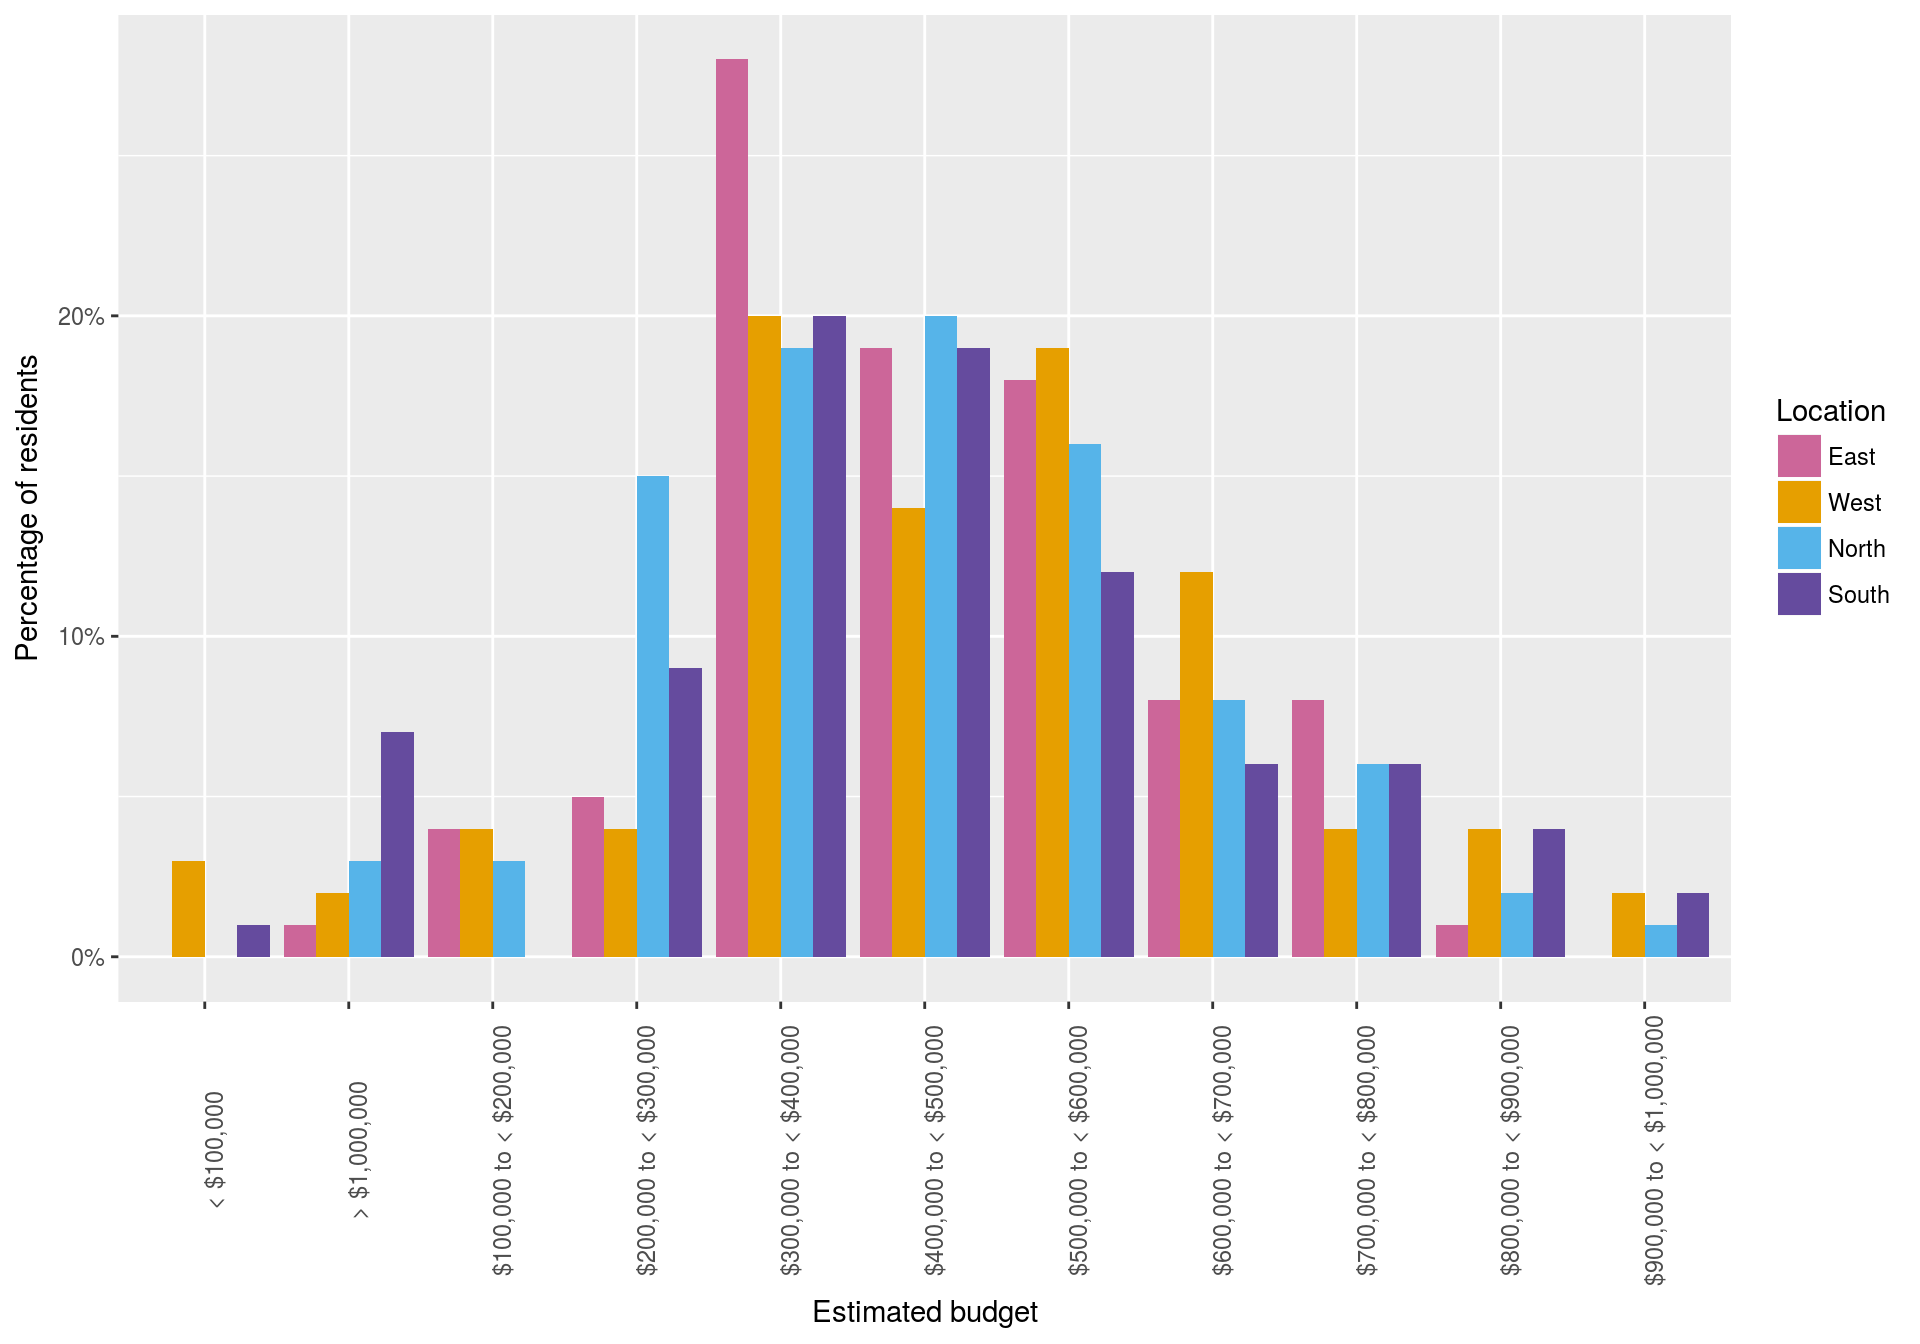 Percentage of residents
20%
10%
0%
< $100,000
> $1,000,000
$100,000 to < $200,000
$200,000 to < $300,000
$300,000 to < $400,000
$400,000 to < $500,000
$500,000 to < $600,000
$600,000 to < $700,000
$700,000 to < $800,000
$800,000 to < $900,000
$900,000 to < $1,000,000
Estimated budget
Location
East
West
North
South